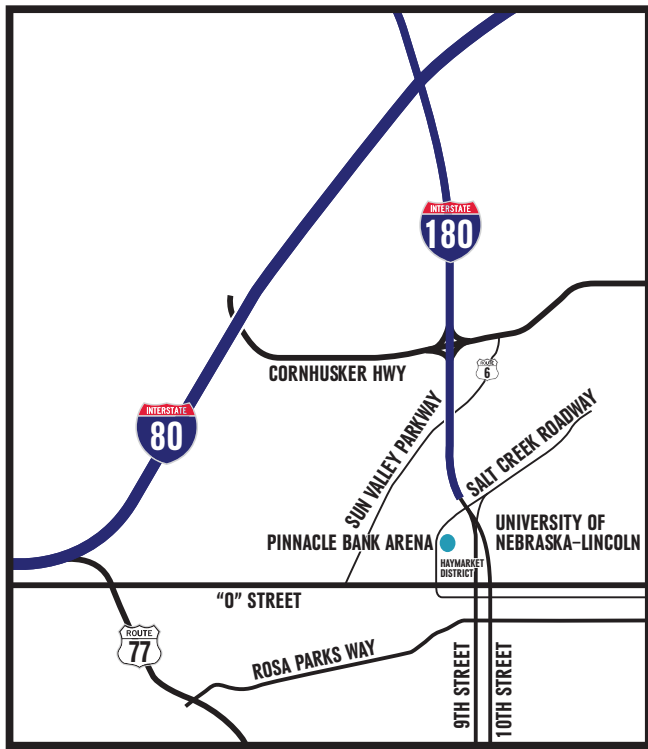 INTERSTATE
180
CORNHUSKER HWY
ROUTE
6
INTERSTATE
80
SUN VALLEY PARKWAY
SALT CREEK ROADWAY
UNIVERSITY OF
NEBRASKA–LINCOLN
PINNACLE BANK ARENA
HAYMARKET
DISTRICT
“O” STREET
ROUTE
77
ROSA PARKS WAY
9TH STREET
10TH STREET